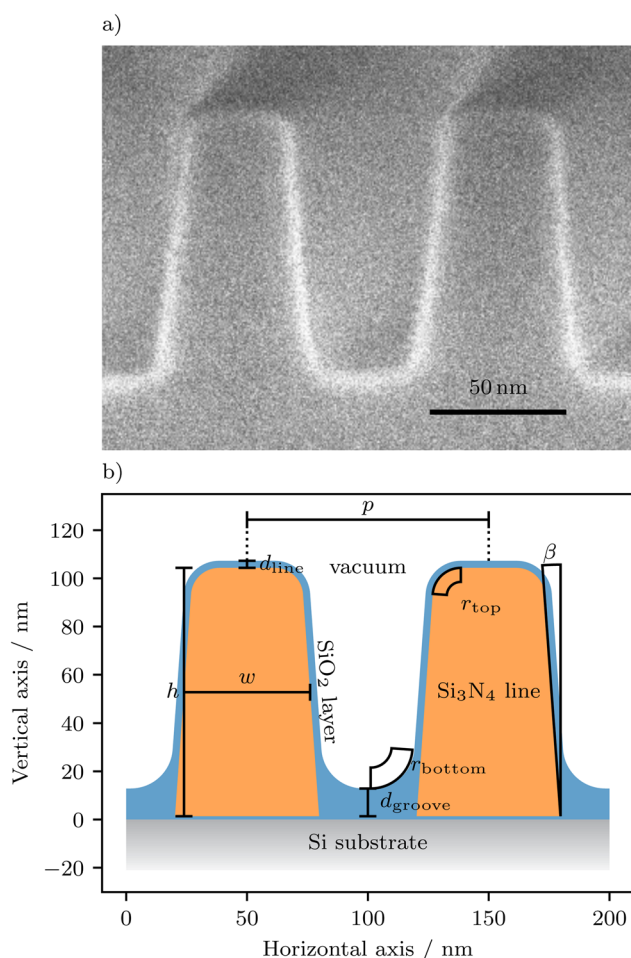 a)
50 nm
b)
p
d_line
vacuum
β
r_top
h
w
SiO₂ layer
Si₃N₄ line
r_bottom
d_groove
Si substrate
120
100
80
60
40
20
0
−20
Vertical axis / nm
0
50
100
150
200
Horizontal axis / nm